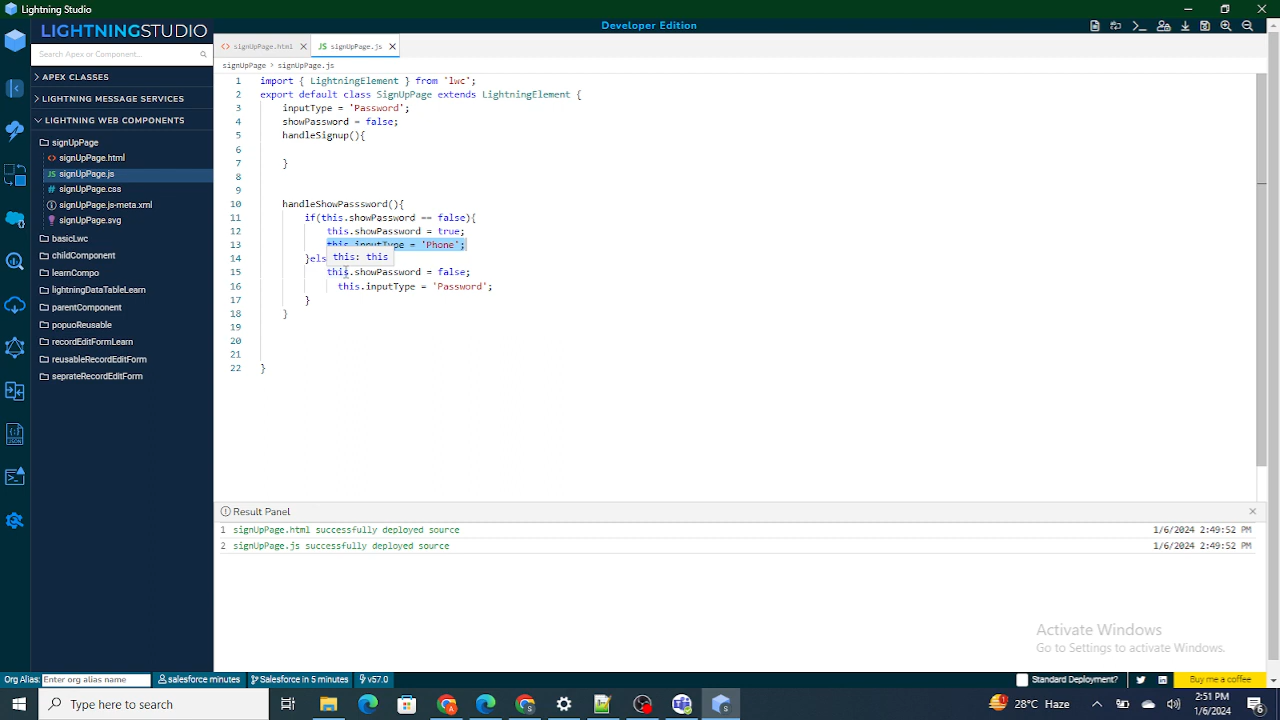 Lightning Studio
LIGHTNINGSTUDIO
Developer Edition
Search Apex or Component...
APEX CLASSES
LIGHTNING MESSAGE SERVICES
LIGHTNING WEB COMPONENTS
signUpPage
<> signUpPage.html
JS signUpPage.js
# signUpPage.css
signUpPage.js-meta.xml
signUpPage.svg
basicLwc
childComponent
learnCompo
lightningDataTableLearn
parentComponent
popuoReusable
recordEditFormLearn
reusableRecordEditForm
seprateRecordEditForm
<> signUpPage.html
JS signUpPage.js
signUpPage > signUpPage.js
1 import { LightningElement } from 'lwc';
2 export default class SignUpPage extends LightningElement {
3 inputType = 'Password';
4 showPassword = false;
5 handleSignup(){
6
7 }
8
9
10 handleShowPasssword(){
11 if(this.showPassword == false){
12 this.showPassword = true;
13 this.inputType = 'Phone';
14 }els
this: this
15 this.showPassword = false;
16 this.inputType = 'Password';
17 }
18 }
19
20
21
22 }
Result Panel
1 signUpPage.html successfully deployed source 1/6/2024 2:49:52 PM
2 signUpPage.js successfully deployed source 1/6/2024 2:49:52 PM
Activate Windows
Go to Settings to activate Windows.
Org Alias: Enter org alias name
salesforce minutes
Salesforce in 5 minutes
v57.0
Standard Deployment?
Buy me a coffee
Type here to search
28°C Haze
2:51 PM
1/6/2024